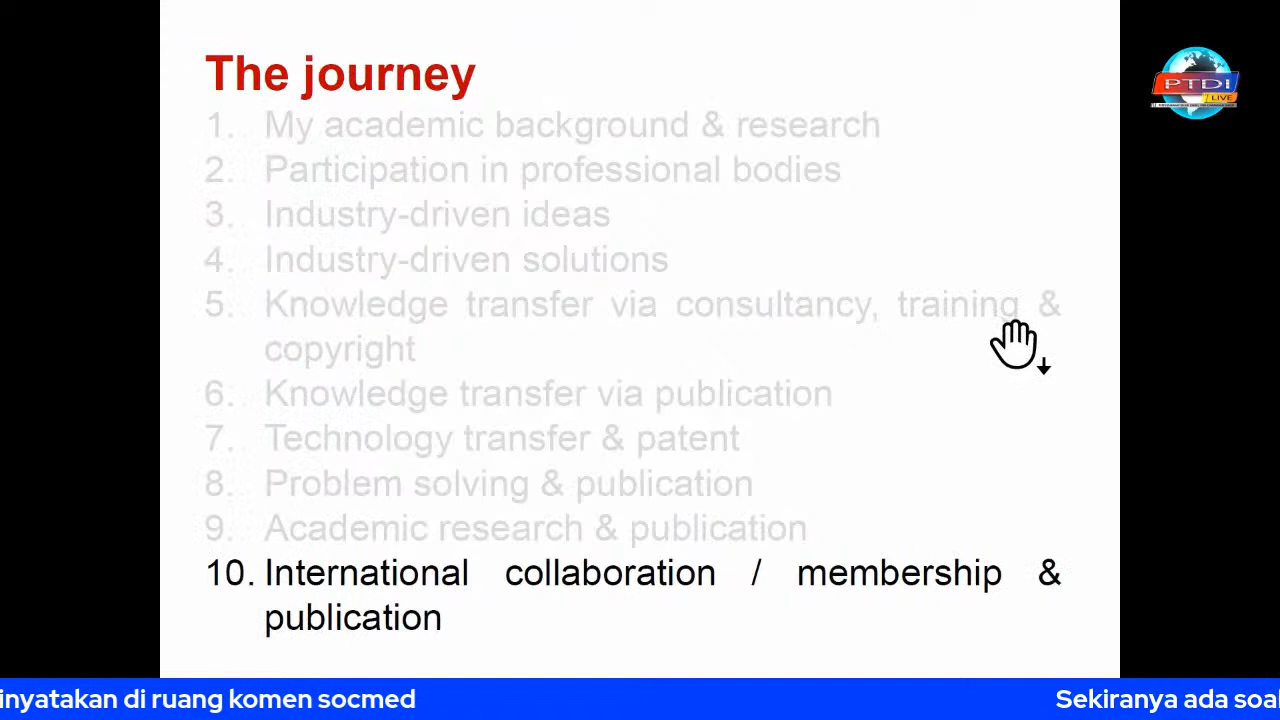 The journey
1. My academic background & research
2. Participation in professional bodies
3. Industry-driven ideas
4. Industry-driven solutions
5. Knowledge transfer via consultancy, training &
copyright
6. Knowledge transfer via publication
7. Technology transfer & patent
8. Problem solving & publication
9. Academic research & publication
10. International collaboration / membership &
publication
PTDI
LIVE
inyatakan di ruang komen socmed
Sekiranya ada soal